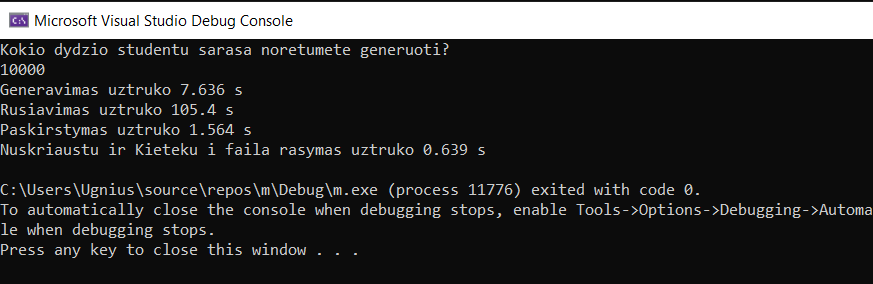 Microsoft Visual Studio Debug Console
Kokio dydzio studentu sarasa noretumete generuoti?
10000
Generavimas uztruko 7.636 s
Rusiavimas uztruko 105.4 s
Paskirstymas uztruko 1.564 s
Nuskriaustu ir Kieteku i faila rasymas uztruko 0.639 s
C:\Users\Ugnius\source\repos\m\Debug\m.exe (process 11776) exited with code 0.
To automatically close the console when debugging stops, enable Tools->Options->Debugging->Automa
le when debugging stops.
Press any key to close this window . . .